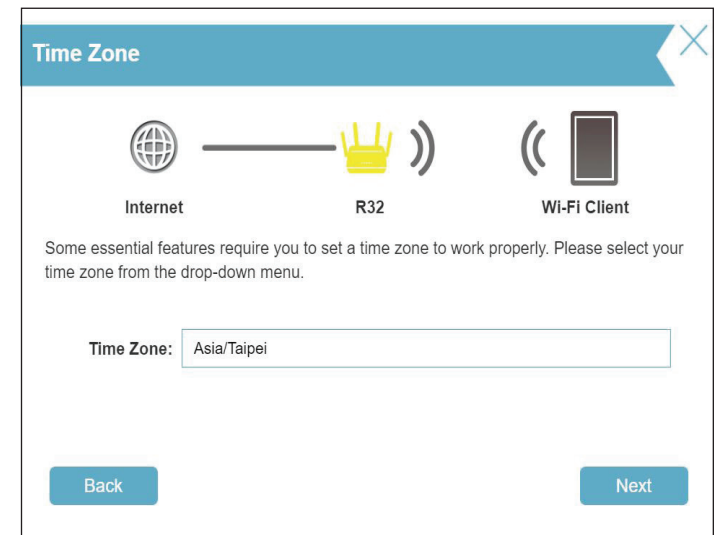 Time Zone
Internet
R32
Wi-Fi Client
Some essential features require you to set a time zone to work properly. Please select your
time zone from the drop-down menu.
Time Zone: Asia/Taipei
Back
Next